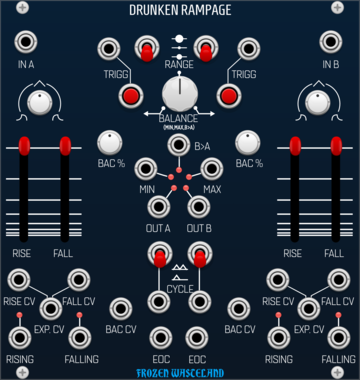 DRUNKEN RAMPAGE
IN A
IN B
TRIGG
RANGE
TRIGG
BALANCE
(MIN,MAX,B>A)
BAC %
B>A
BAC %
MIN
MAX
OUT A
OUT B
RISE
FALL
RISE
FALL
CYCLE
RISE CV
FALL CV
RISE CV
FALL CV
EXP. CV
BAC CV
BAC CV
EXP. CV
RISING
FALLING
EOC
EOC
RISING
FALLING
FROZEN WASTELAND